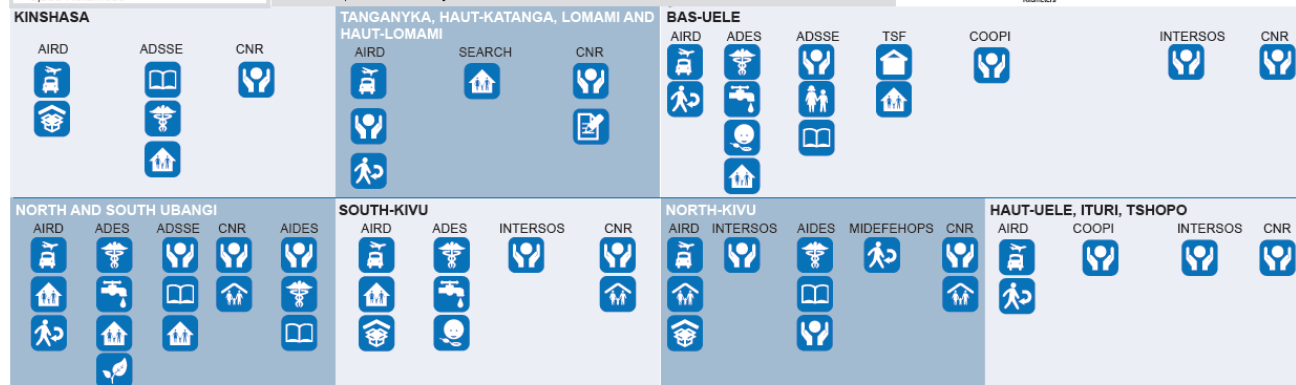 KINSHASA
AIRD ADSSE CNR
TANGANYKA, HAUT-KATANGA, LOMAMI AND
HAUT-LOMAMI
AIRD SEARCH CNR
BAS-UELE
AIRD ADES ADSSE TSF COOPI INTERSOS CNR
NORTH AND SOUTH UBANGI
AIRD ADES ADSSE CNR AIDES
SOUTH-KIVU
AIRD ADES INTERSOS CNR
NORTH-KIVU
AIRD INTERSOS AIDES MIDEFEHOPS CNR
HAUT-UELE, ITURI, TSHOPO
AIRD COOPI INTERSOS CNR